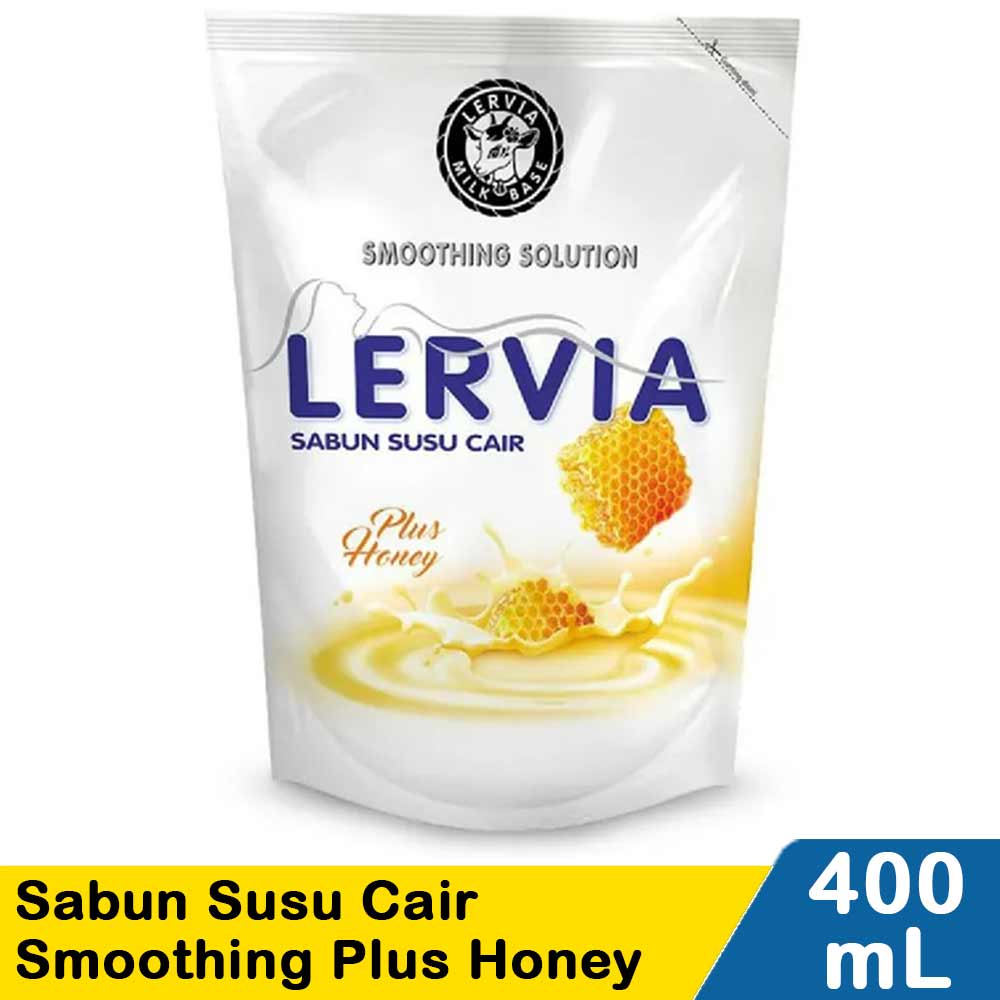 LERVIA
MILK BASE
SMOOTHING SOLUTION
LERVIA
SABUN SUSU CAIR
Plus
Honey
Sabun Susu Cair
Smoothing Plus Honey
400
mL